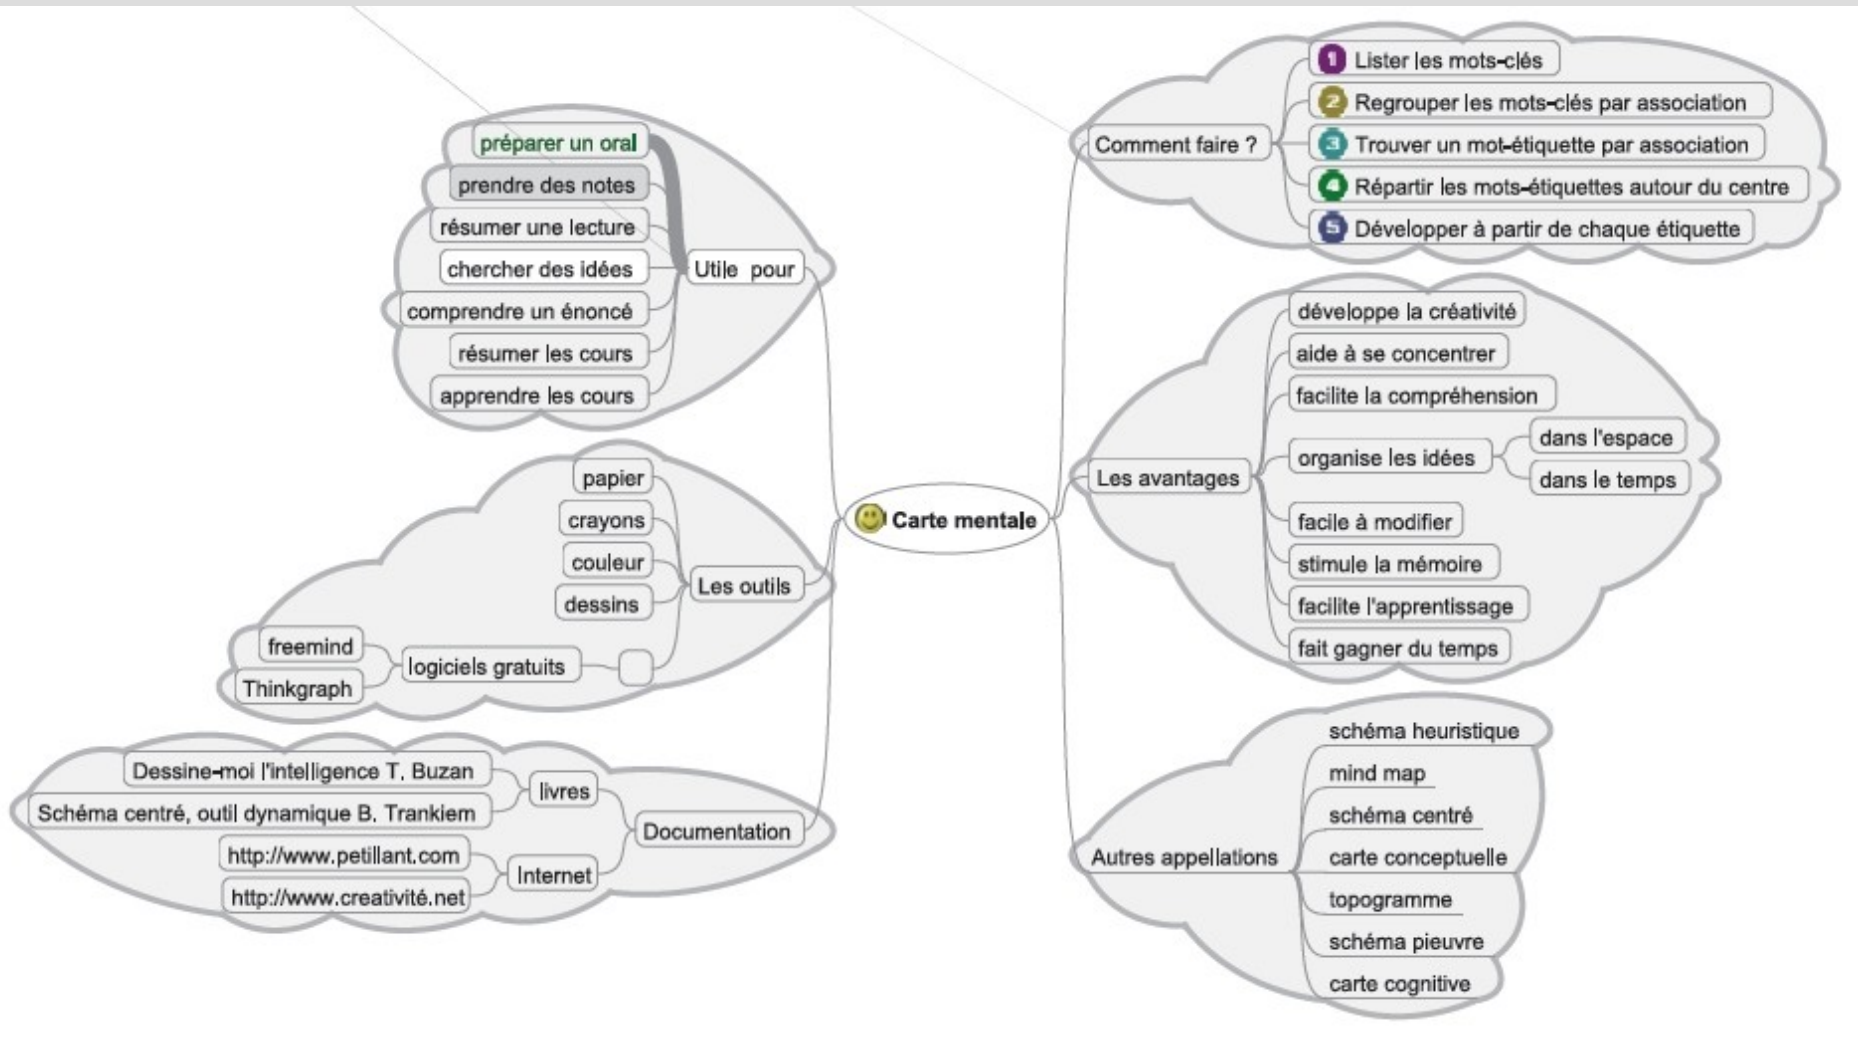 Carte mentale
Comment faire ?
1 Lister les mots-clés
2 Regrouper les mots-clés par association
3 Trouver un mot-étiquette par association
4 Répartir les mots-étiquettes autour du centre
5 Développer à partir de chaque étiquette
Les avantages
développe la créativité
aide à se concentrer
facilite la compréhension
organise les idées
dans l'espace
dans le temps
facile à modifier
stimule la mémoire
facilite l'apprentissage
fait gagner du temps
Autres appellations
schéma heuristique
mind map
schéma centré
carte conceptuelle
topogramme
schéma pieuvre
carte cognitive
Utile pour
préparer un oral
prendre des notes
résumer une lecture
chercher des idées
comprendre un énoncé
résumer les cours
apprendre les cours
Les outils
papier
crayons
couleur
dessins
logiciels gratuits
freemind
Thinkgraph
Documentation
livres
Dessine-moi l'intelligence T. Buzan
Schéma centré, outil dynamique B. Trankiem
Internet
http://www.petillant.com
http://www.creativité.net